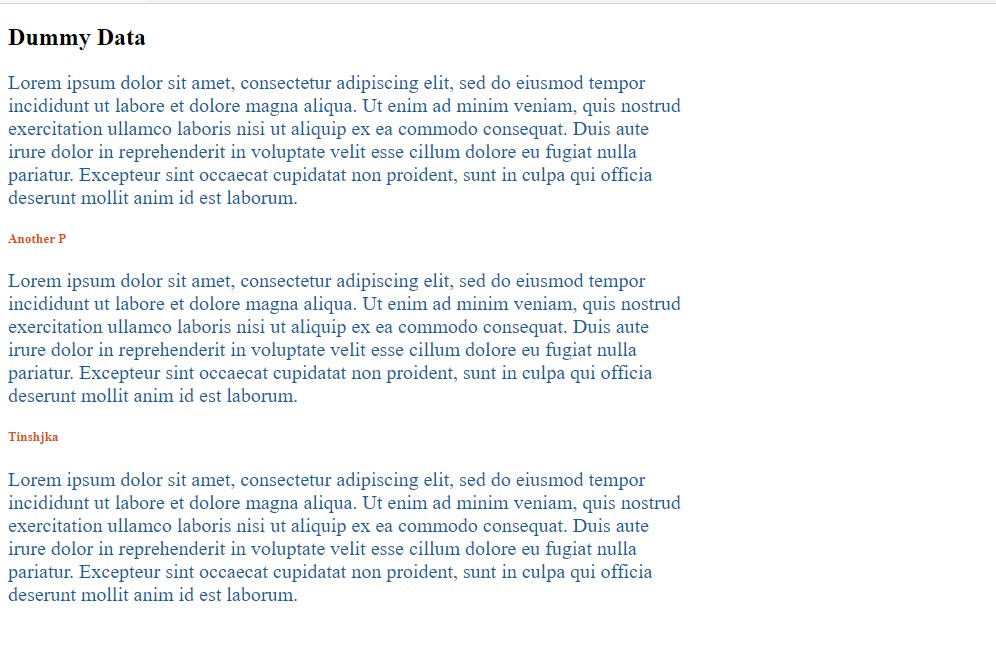 Dummy Data
Lorem ipsum dolor sit amet, consectetur adipiscing elit, sed do eiusmod tempor
incididunt ut labore et dolore magna aliqua. Ut enim ad minim veniam, quis nostrud
exercitation ullamco laboris nisi ut aliquip ex ea commodo consequat. Duis aute
irure dolor in reprehenderit in voluptate velit esse cillum dolore eu fugiat nulla
pariatur. Excepteur sint occaecat cupidatat non proident, sunt in culpa qui officia
deserunt mollit anim id est laborum.
Another P
Lorem ipsum dolor sit amet, consectetur adipiscing elit, sed do eiusmod tempor
incididunt ut labore et dolore magna aliqua. Ut enim ad minim veniam, quis nostrud
exercitation ullamco laboris nisi ut aliquip ex ea commodo consequat. Duis aute
irure dolor in reprehenderit in voluptate velit esse cillum dolore eu fugiat nulla
pariatur. Excepteur sint occaecat cupidatat non proident, sunt in culpa qui officia
deserunt mollit anim id est laborum.
Tinshjka
Lorem ipsum dolor sit amet, consectetur adipiscing elit, sed do eiusmod tempor
incididunt ut labore et dolore magna aliqua. Ut enim ad minim veniam, quis nostrud
exercitation ullamco laboris nisi ut aliquip ex ea commodo consequat. Duis aute
irure dolor in reprehenderit in voluptate velit esse cillum dolore eu fugiat nulla
pariatur. Excepteur sint occaecat cupidatat non proident, sunt in culpa qui officia
deserunt mollit anim id est laborum.